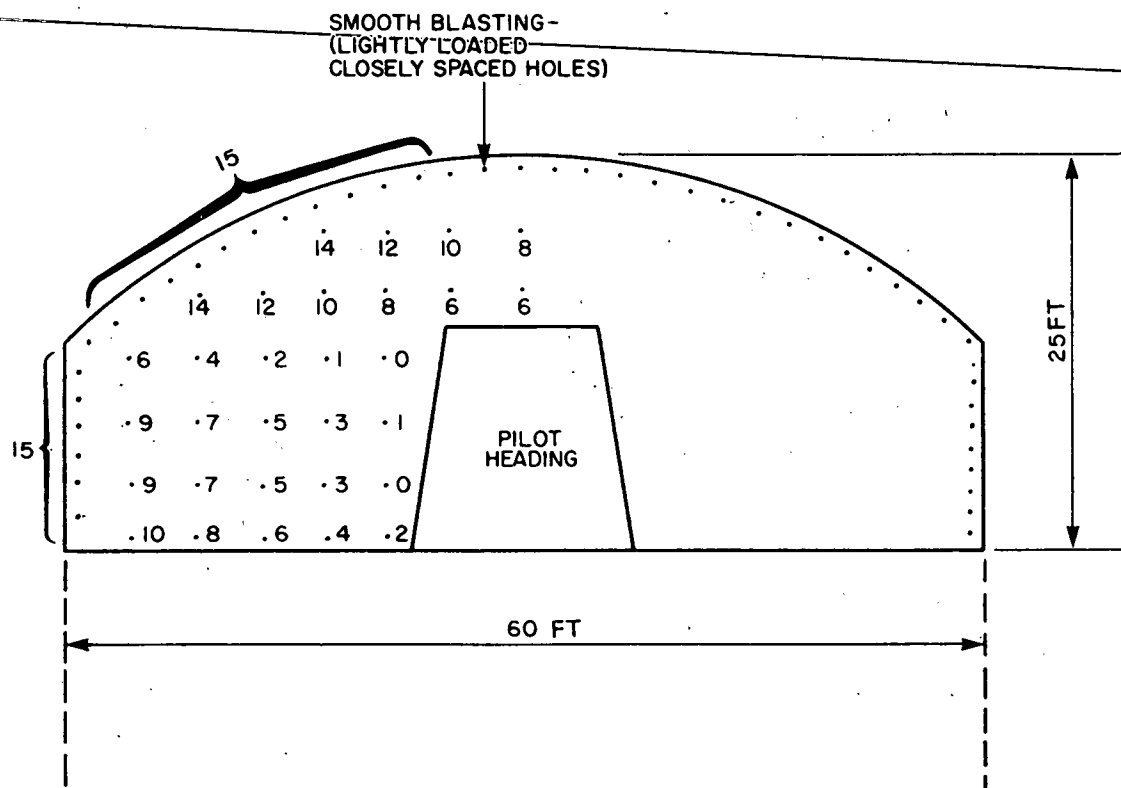 SMOOTH BLASTING-
(LIGHTLY LOADED
CLOSELY SPACED HOLES)
15
14 12 10 8
14 12 10 8 6 6
.6 .4 .2 .1 .0
.9 .7 .5 .3 .1
15
PILOT
HEADING
.9 .7 .5 .3 .0
.10 .8 .6 .4 .2
25 FT
60 FT